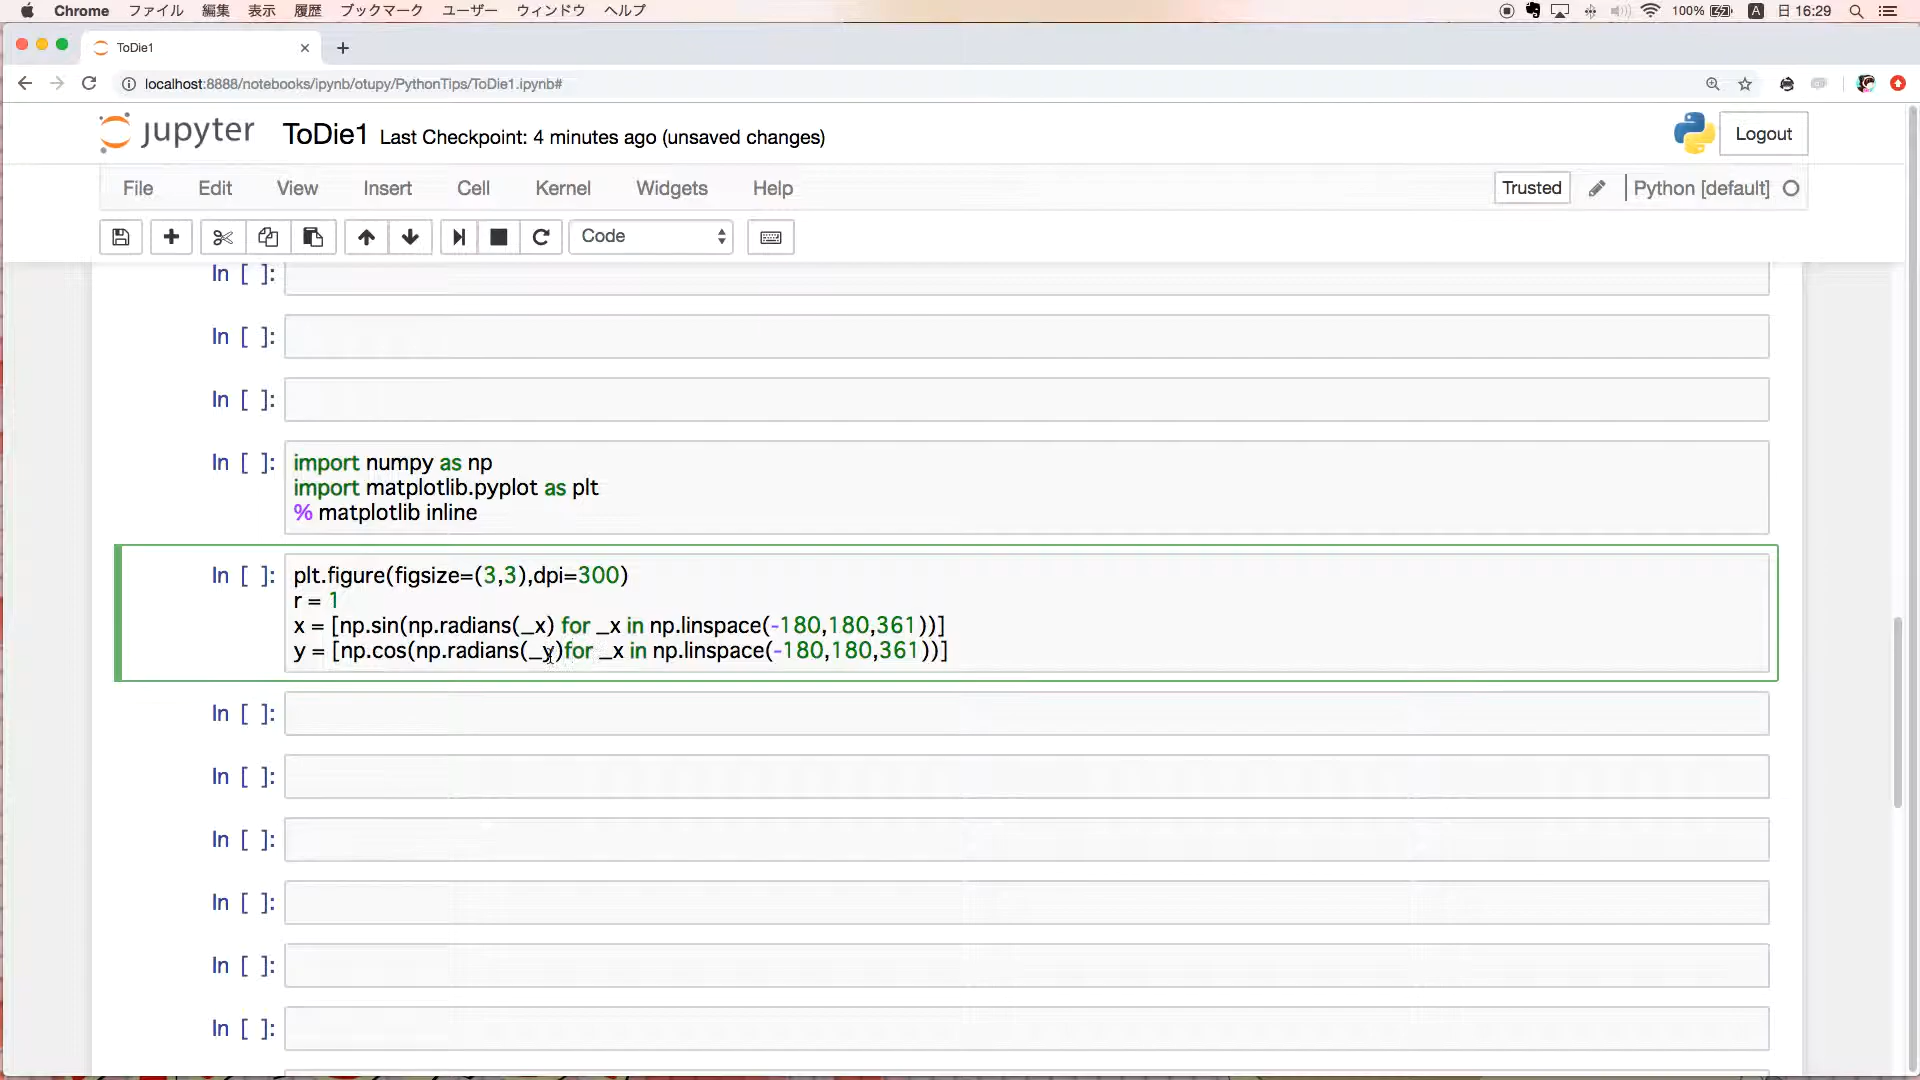 Chrome ファイル 編集 表示 履歴 ブックマーク ユーザー ウィンドウ ヘルプ 100% A 日 16:29
ToDie1
localhost:8888/notebooks/ipynb/otupy/PythonTips/ToDie1.ipynb#
jupyter ToDie1 Last Checkpoint: 4 minutes ago (unsaved changes) Logout
File Edit View Insert Cell Kernel Widgets Help Trusted Python [default]
Code
In [ ]:
In [ ]:
In [ ]:
In [ ]: import numpy as np
import matplotlib.pyplot as plt
% matplotlib inline
In [ ]: plt.figure(figsize=(3,3),dpi=300)
r = 1
x = [np.sin(np.radians(_x) for _x in np.linspace(-180,180,361))]
y = [np.cos(np.radians(_y)for _x in np.linspace(-180,180,361))]
In [ ]:
In [ ]:
In [ ]:
In [ ]:
In [ ]:
In [ ]: